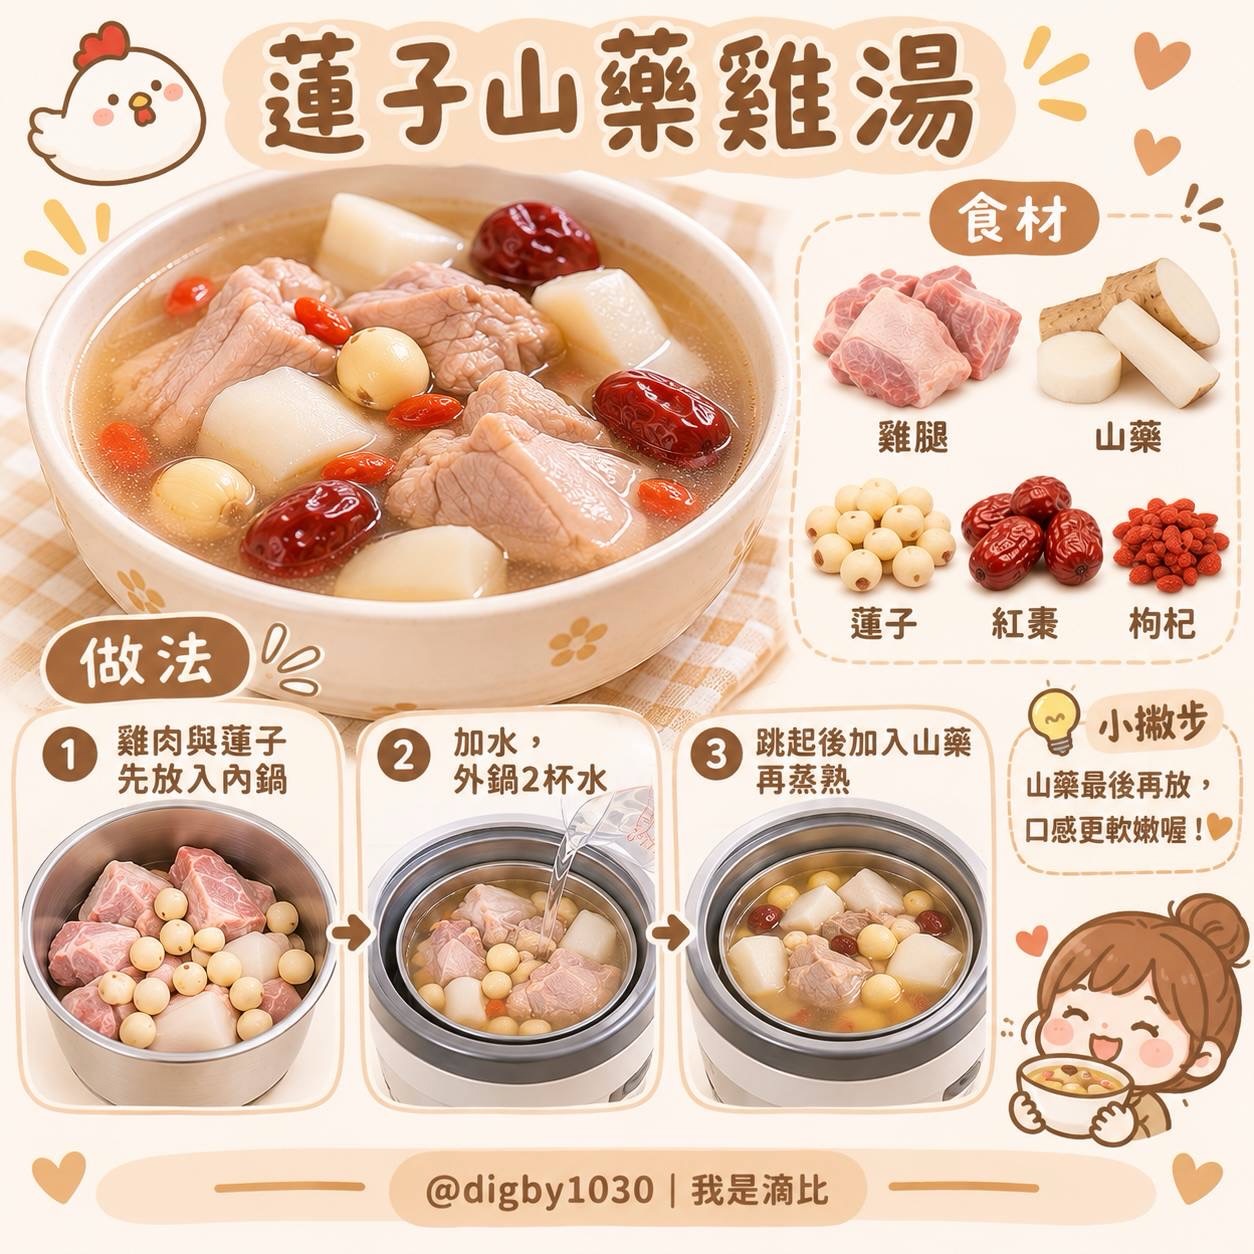 蓮子山藥雞湯
食材
雞腿
山藥
蓮子
紅棗
枸杞
做法
1 雞肉與蓮子
先放入內鍋
2 加水，
外鍋2杯水
3 跳起後加入山藥
再蒸熟
小撇步
山藥最後再放，
口感更軟嫩喔！
@digby1030 | 我是滴比